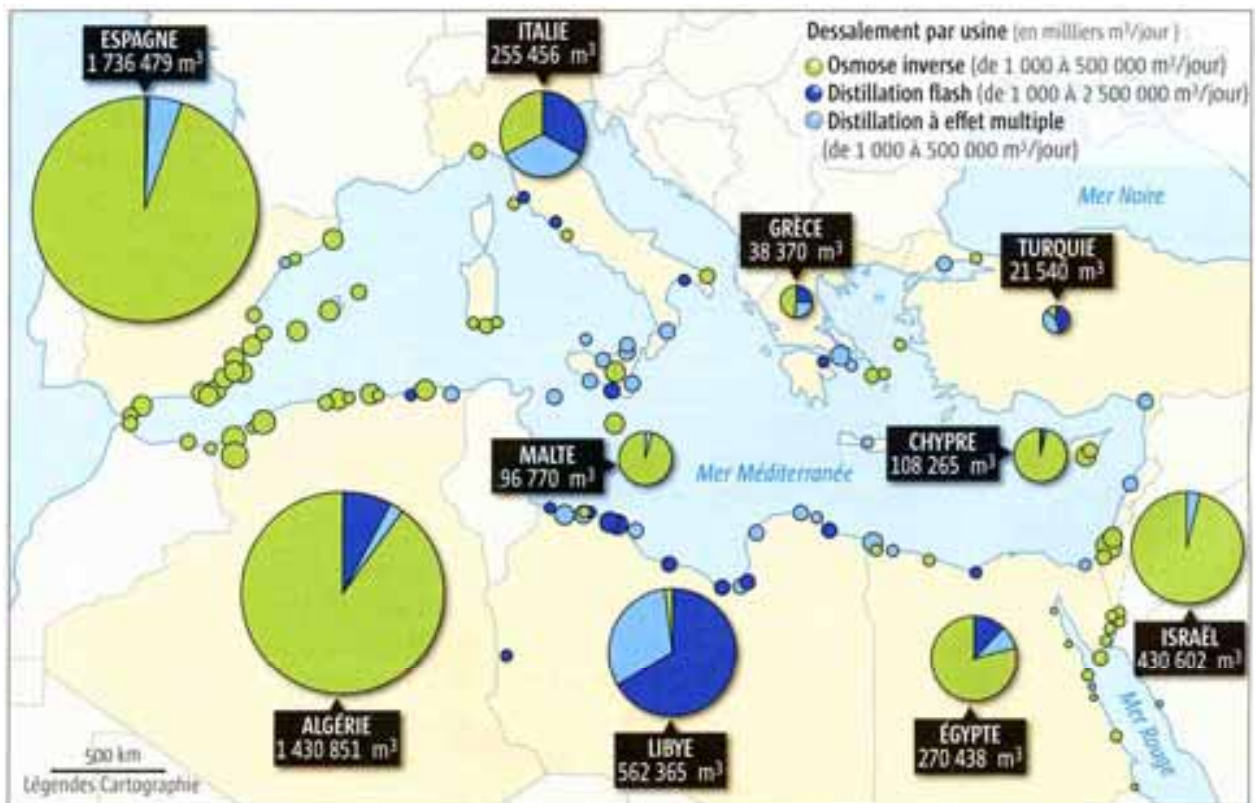 ESPAGNE
1 736 479 m³
ITALIE
255 456 m³
Dessalement par usine (en milliers m³/jour) :
Osmose inverse (de 1 000 À 500 000 m³/jour)
Distillation flash (de 1 000 À 2 500 000 m³/jour)
Distillation à effet multiple
(de 1 000 À 500 000 m³/jour)
Mer Noire
GRÈCE
38 370 m³
TURQUIE
21 540 m³
MALTE
96 770 m³
Mer Méditerranée
CHYPRE
108 265 m³
ALGÉRIE
1 430 851 m³
LIBYE
562 365 m³
ÉGYPTE
270 438 m³
ISRAËL
430 602 m³
Mer Rouge
500 km
Légendes Cartographie